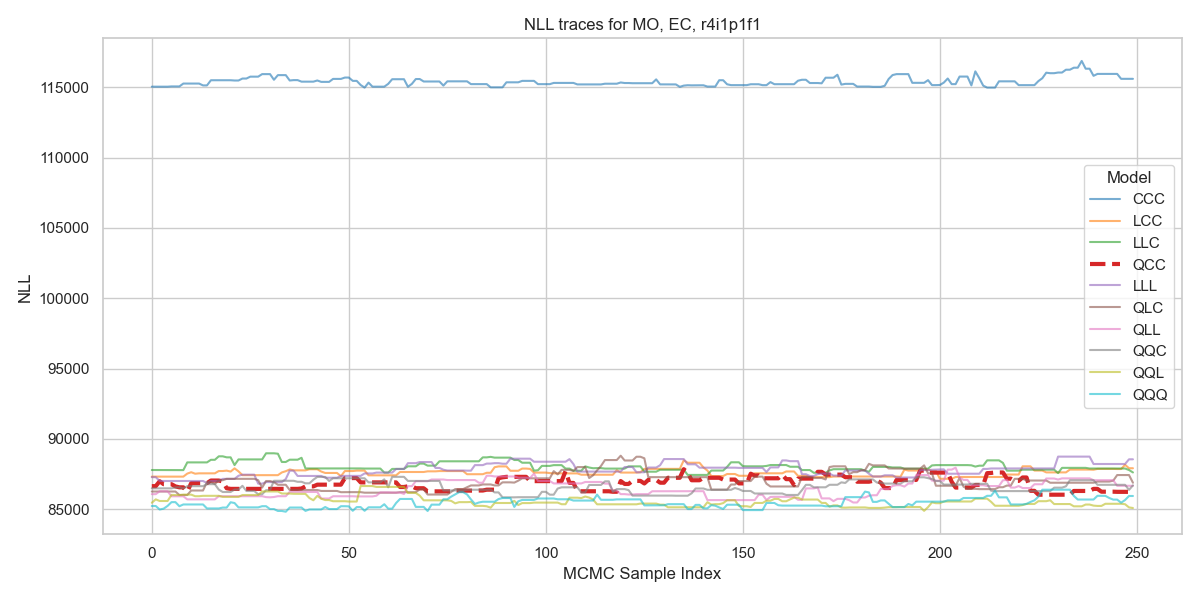 NLL traces for MO, EC, r4i1p1f1
NLL
115000
110000
105000
100000
95000
90000
85000
0
50
100
150
200
250
MCMC Sample Index
Model
CCC
LCC
LLC
QCC
LLL
QLC
QLL
QQC
QQL
QQQ